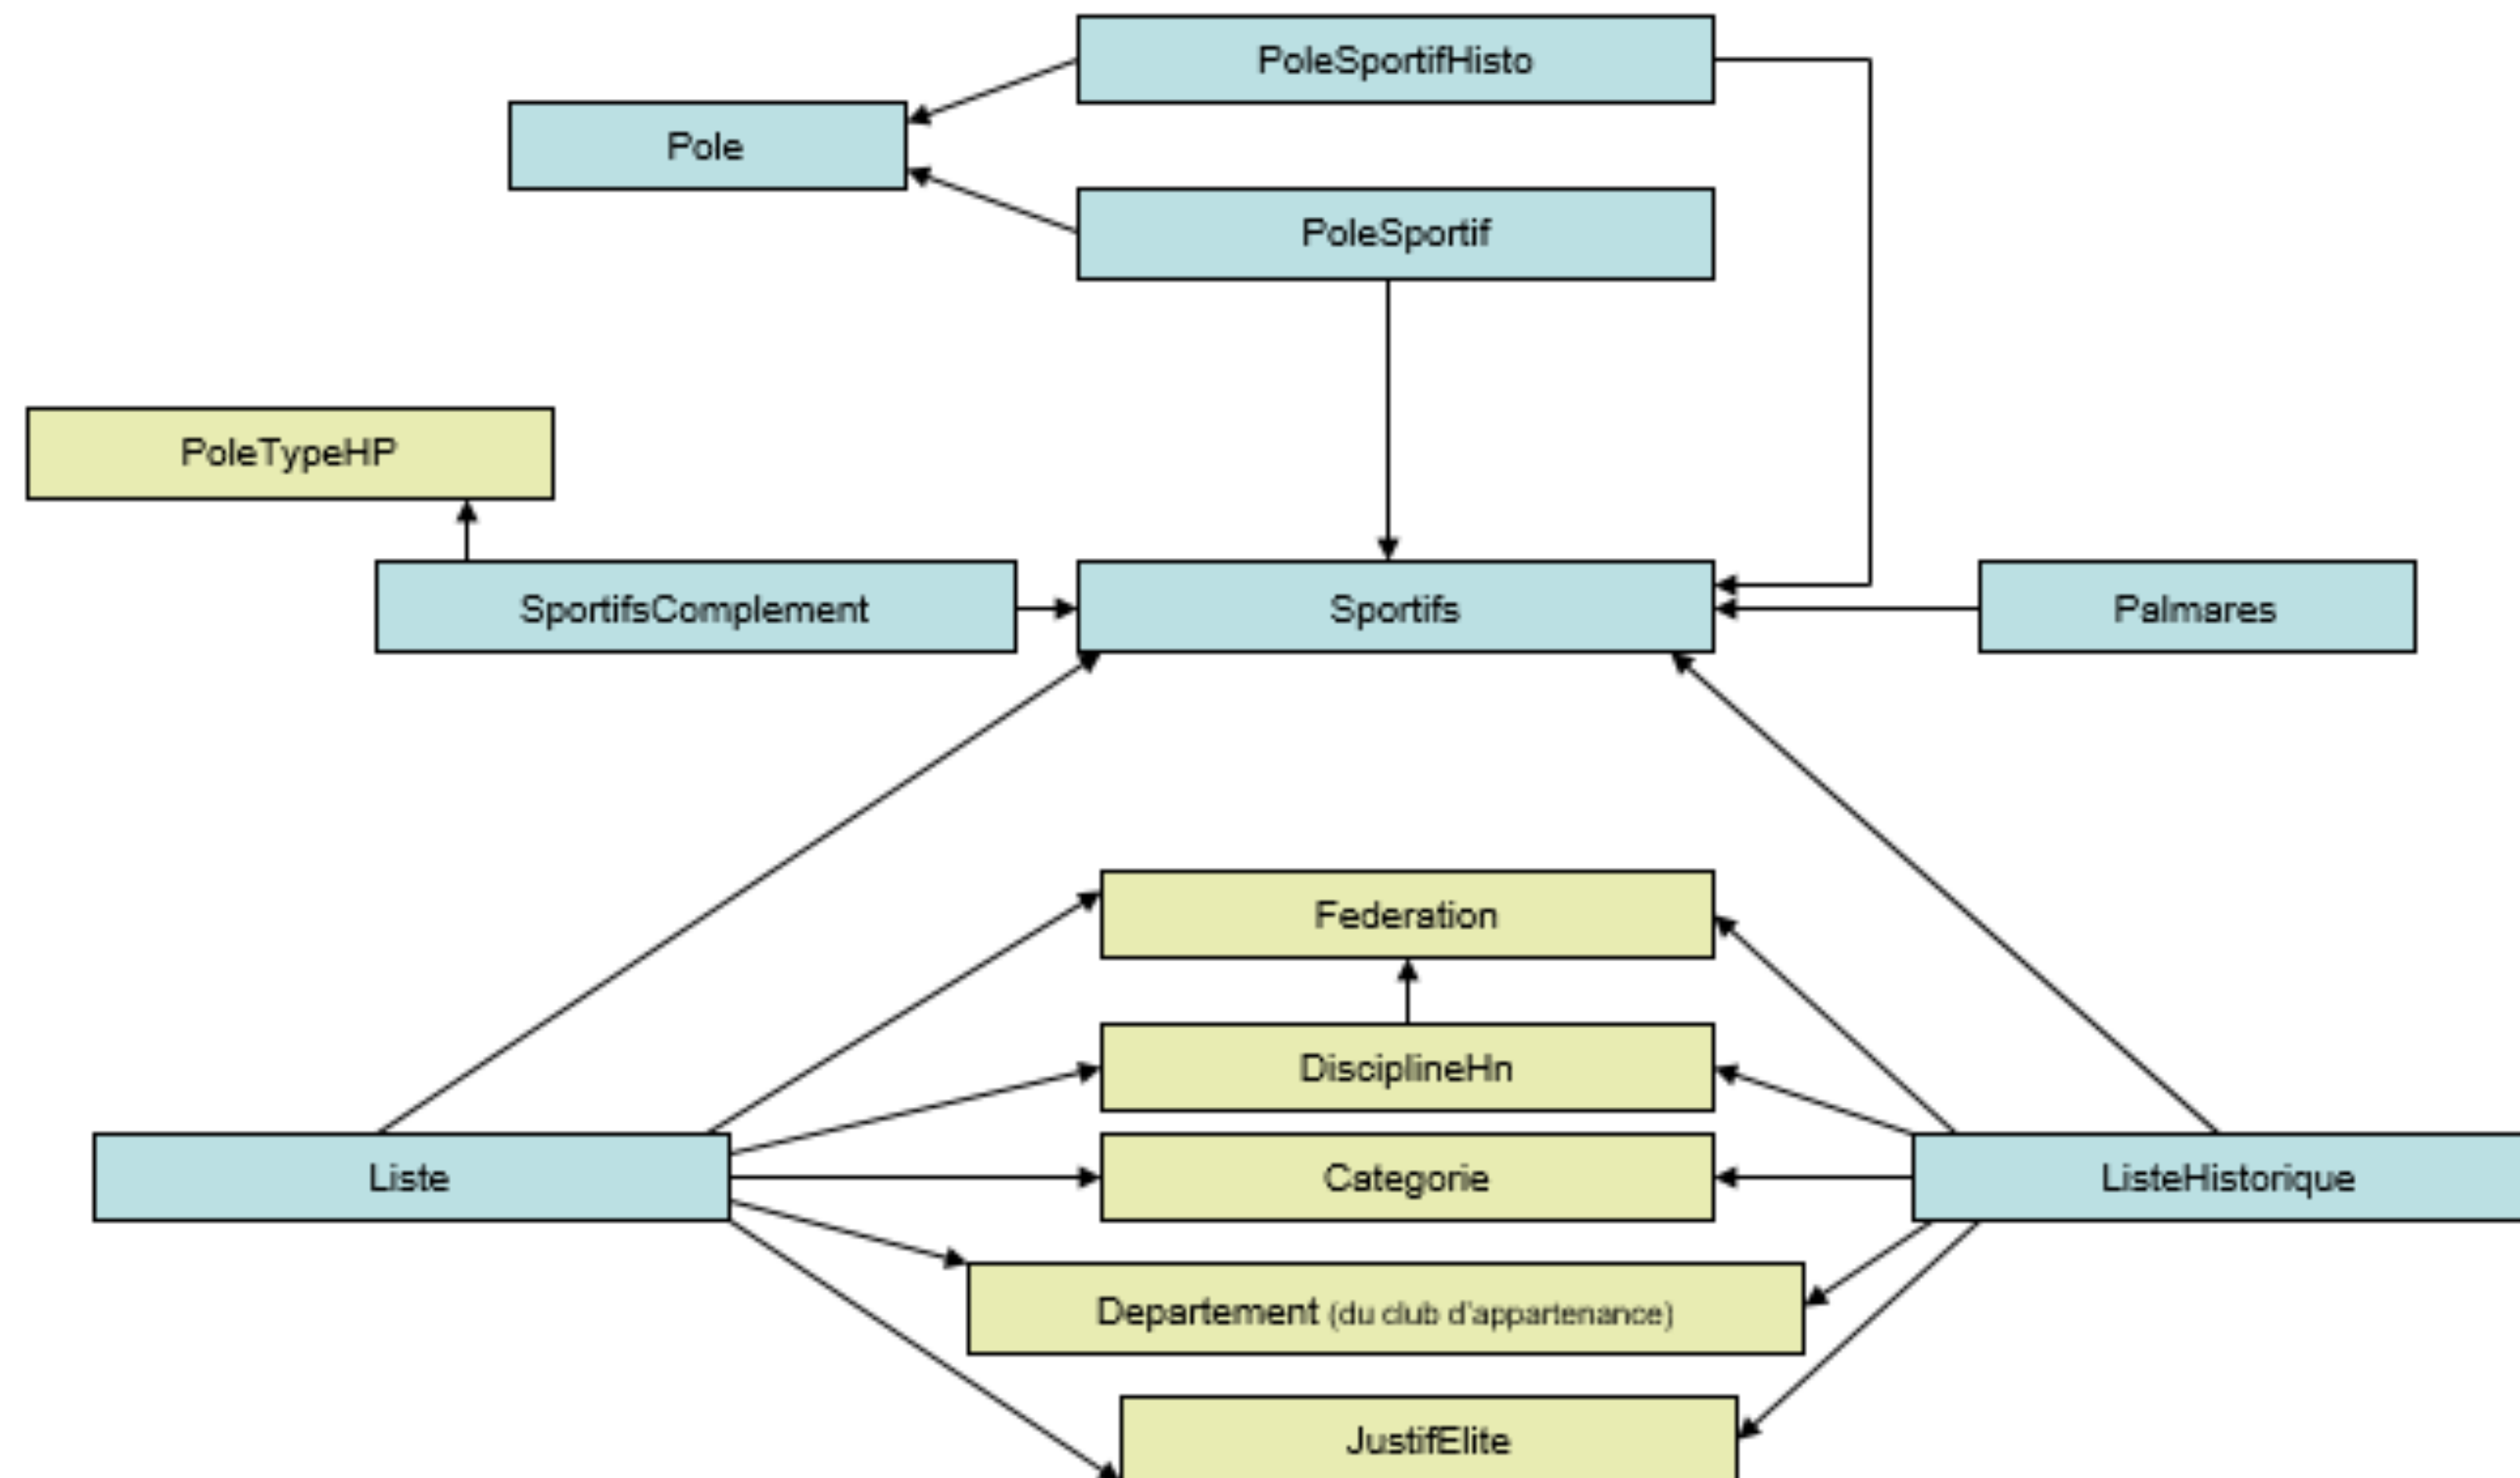 PoleSportifHisto
Pole
PoleSportif
PoleTypeHP
SportifsComplement
Sportifs
Palmares
Federation
DisciplineHn
Liste
Categorie
ListeHistorique
Departement (du club d'appartenance)
JustifElite